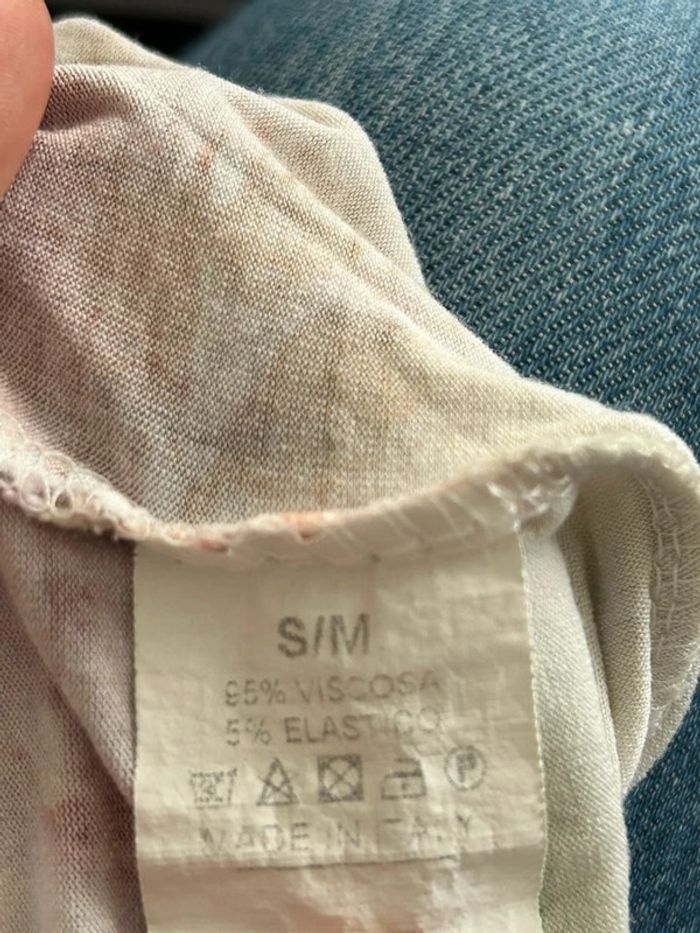 S/M
95% VISCOSA
5% ELASTICO
P
MADE IN ITALY